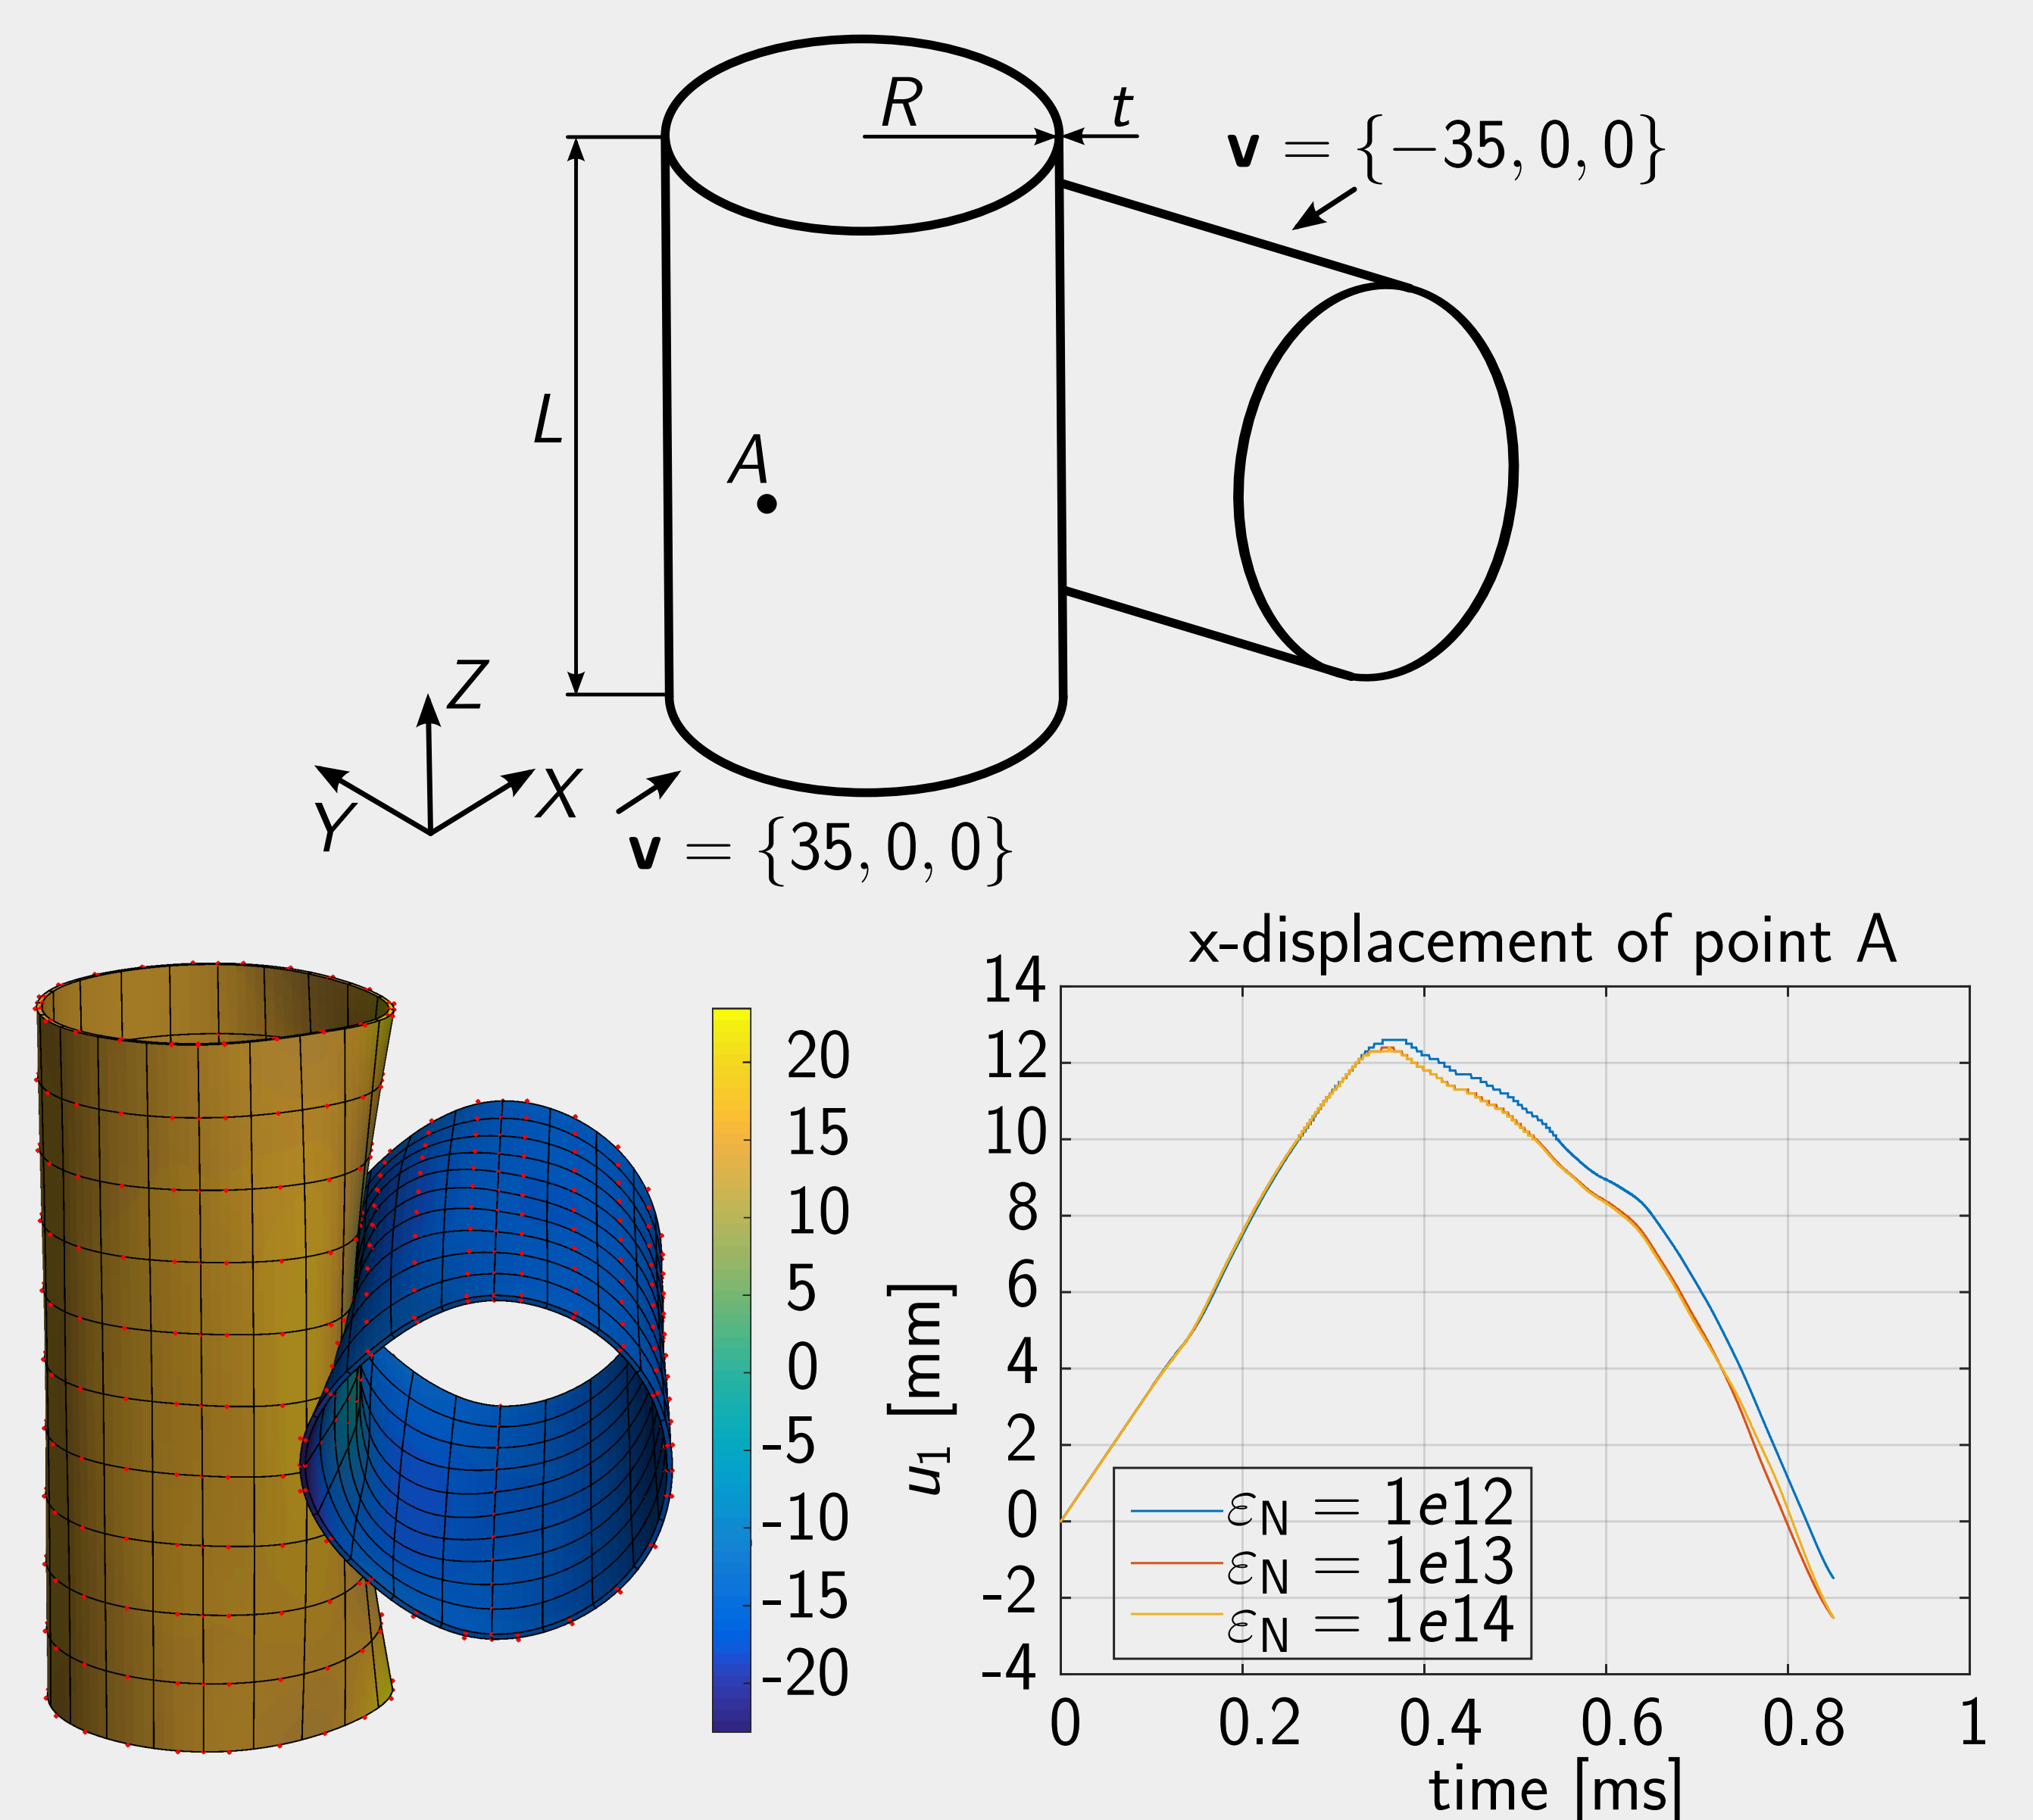 R
t
v = {−35, 0, 0}
L
A
Z
X
Y
v = {35, 0, 0}
20
15
10
5
0
-5
-10
-15
-20
x-displacement of point A
14
12
10
8
6
4
2
0
-2
-4
u₁ [mm]
εN = 1e12
εN = 1e13
εN = 1e14
0 0.2 0.4 0.6 0.8 1
time [ms]